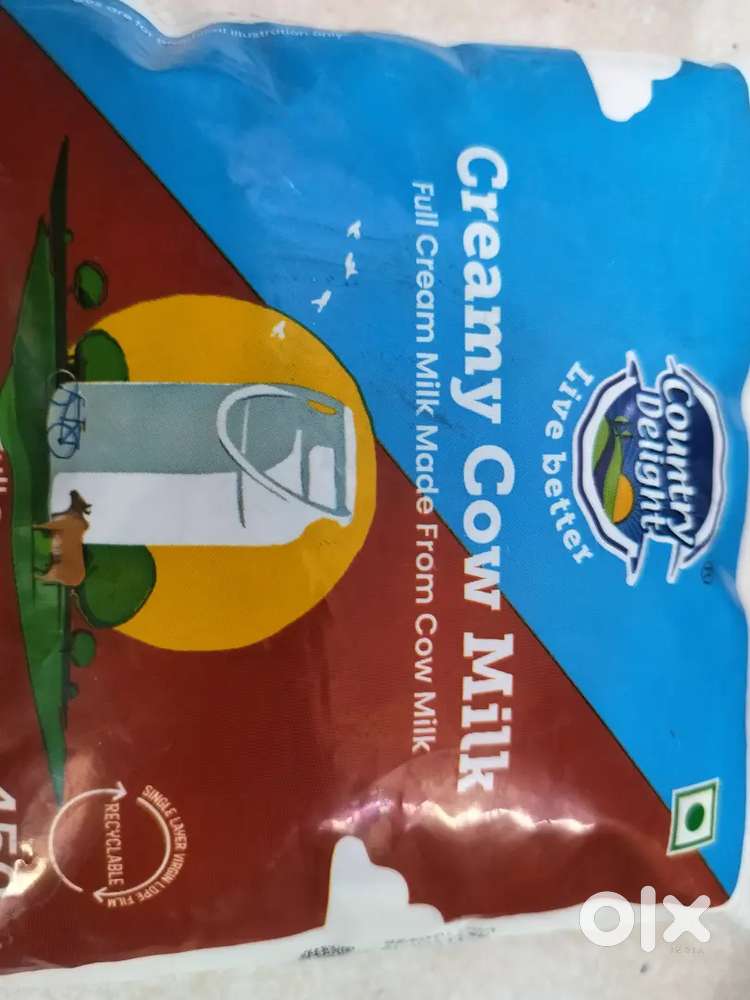 Country
Delight
®
Live better
Creamy Cow Milk
Full Cream Milk Made From Cow Milk
SINGLE LAYER VIRGIN LDPE FILM
RECYCLABLE
olx